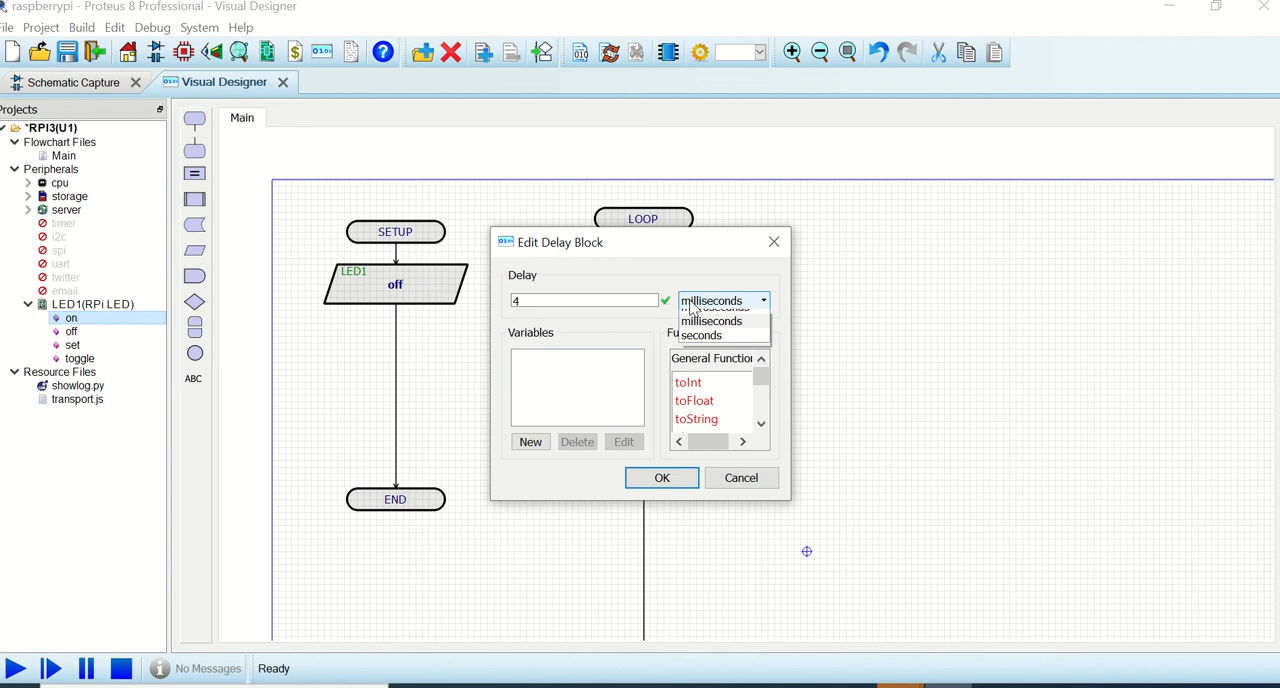 raspberrypi - Proteus 8 Professional - Visual Designer
File Project Build Edit Debug System Help
Schematic Capture
Visual Designer
Projects
Main
*RPI3(U1)
Flowchart Files
Main
Peripherals
cpu
storage
server
timer
i2c
spi
uart
twitter
email
LED1(RPi LED)
on
off
set
toggle
Resource Files
showlog.py
transport.js
ABC
SETUP
LED1
off
END
LOOP
Edit Delay Block
Delay
4
milliseconds
milliseconds
seconds
Variables
General Function
toInt
toFloat
toString
New Delete Edit
OK Cancel
No Messages
Ready